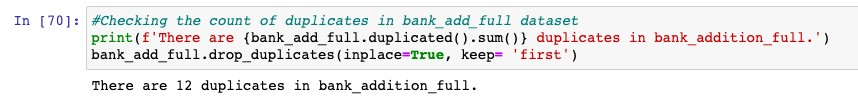 In [70]: #Checking the count of duplicates in bank_add_full dataset
print(f'There are {bank_add_full.duplicated().sum()} duplicates in bank_addition_full.')
bank_add_full.drop_duplicates(inplace=True, keep= 'first')
There are 12 duplicates in bank_addition_full.